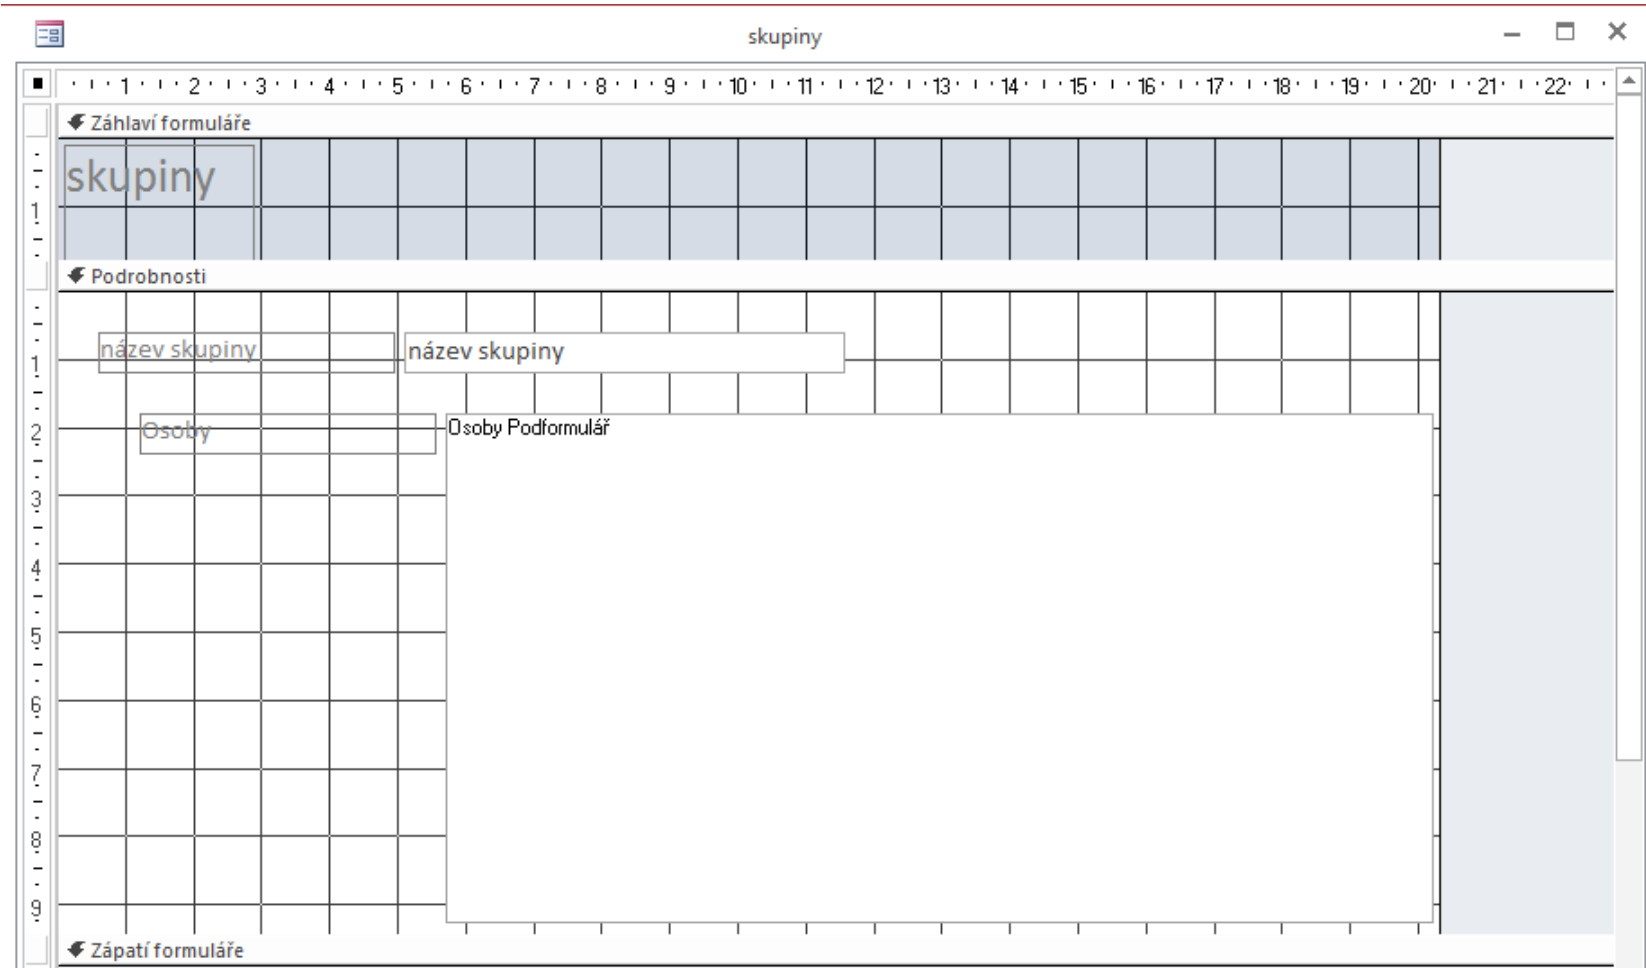 skupiny
1 2 3 4 5 6 7 8 9 10 11 12 13 14 15 16 17 18 19 20 21 22
Záhlaví formuláře
skupiny
1
Podrobnosti
název skupiny název skupiny
1
Osoby Osoby Podformulář
2
3
4
5
6
7
8
9
Zápatí formuláře